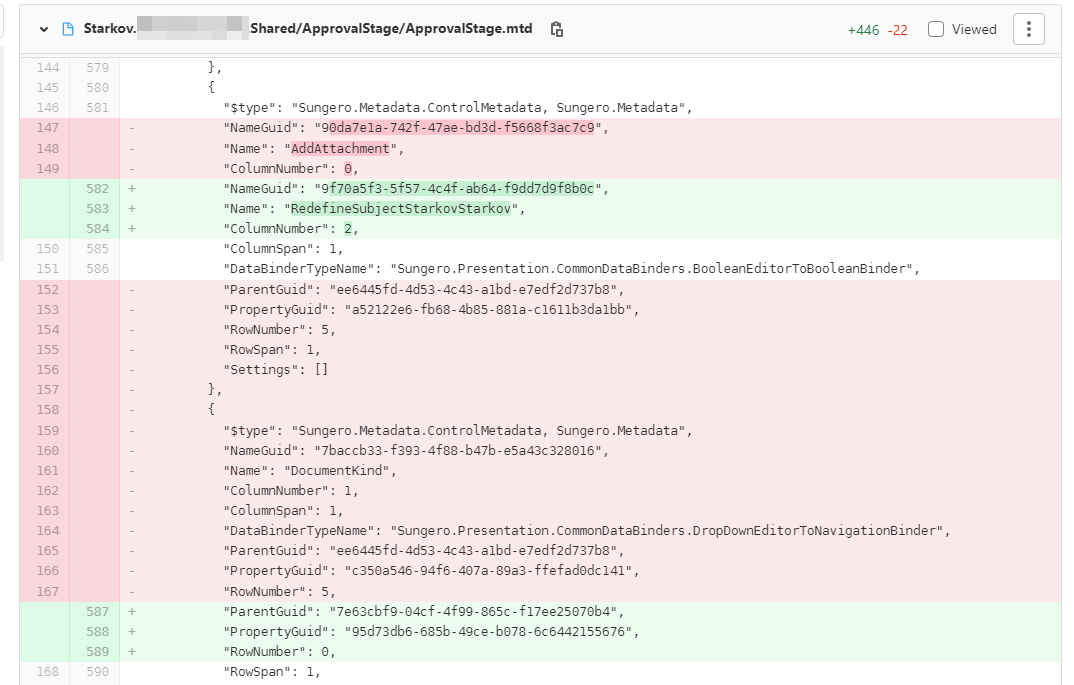 Starkov. .Shared/ApprovalStage/ApprovalStage.mtd +446 -22 Viewed
144 579 },
145 580 {
146 581 "$type": "Sungero.Metadata.ControlMetadata, Sungero.Metadata",
147 - "NameGuid": "90da7e1a-742f-47ae-bd3d-f5668f3ac7c9",
148 - "Name": "AddAttachment",
149 - "ColumnNumber": 0,
582 + "NameGuid": "9f70a5f3-5f57-4c4f-ab64-f9dd7d9f8b0c",
583 + "Name": "RedefineSubjectStarkovStarkov",
584 + "ColumnNumber": 2,
150 585 "ColumnSpan": 1,
151 586 "DataBinderTypeName": "Sungero.Presentation.CommonDataBinders.BooleanEditorToBooleanBinder",
152 - "ParentGuid": "ee6445fd-4d53-4c43-a1bd-e7edf2d737b8",
153 - "PropertyGuid": "a52122e6-fb68-4b85-881a-c1611b3da1bb",
154 - "RowNumber": 5,
155 - "RowSpan": 1,
156 - "Settings": []
157 - },
158 - {
159 - "$type": "Sungero.Metadata.ControlMetadata, Sungero.Metadata",
160 - "NameGuid": "7baccb33-f393-4f88-b47b-e5a43c328016",
161 - "Name": "DocumentKind",
162 - "ColumnNumber": 1,
163 - "ColumnSpan": 1,
164 - "DataBinderTypeName": "Sungero.Presentation.CommonDataBinders.DropDownEditorToNavigationBinder",
165 - "ParentGuid": "ee6445fd-4d53-4c43-a1bd-e7edf2d737b8",
166 - "PropertyGuid": "c350a546-94f6-407a-89a3-ffefad0dc141",
167 - "RowNumber": 5,
587 + "ParentGuid": "7e63cbf9-04cf-4f99-865c-f17ee25070b4",
588 + "PropertyGuid": "95d73db6-685b-49ce-b078-6c6442155676",
589 + "RowNumber": 0,
168 590 "RowSpan": 1,